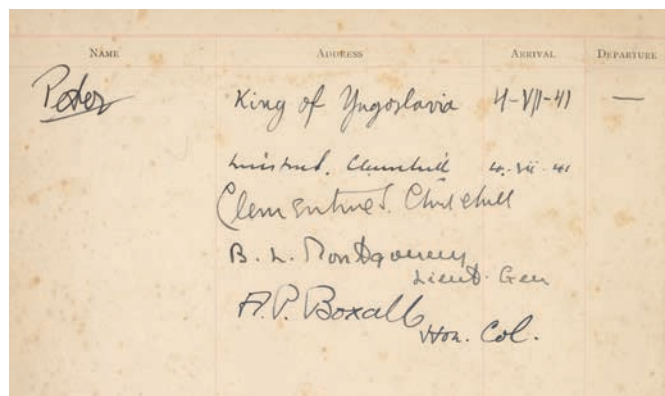 NAME ADDRESS ARRIVAL DEPARTURE
Peter King of Yugoslavia 4-VII-41 —
Winston S. Churchill 4. vii. 41
Clementine S. Churchill
B. L. Montgomery
Lieut. Gen
A.P. Boxall
Hon. Col.